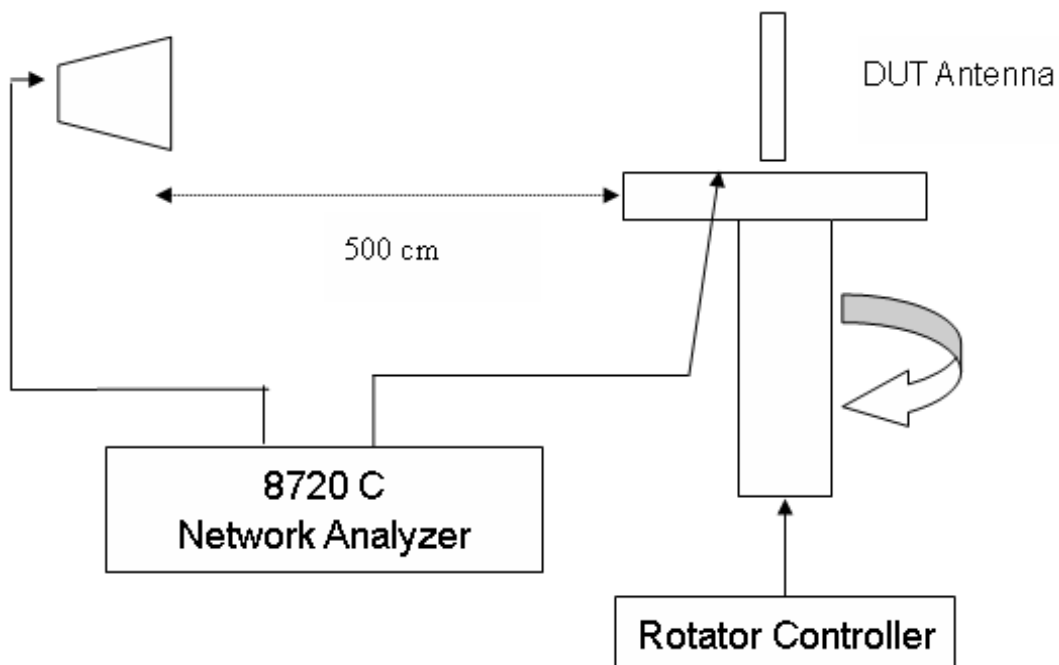 DUT Antenna
500 cm
8720 C
Network Analyzer
Rotator Controller